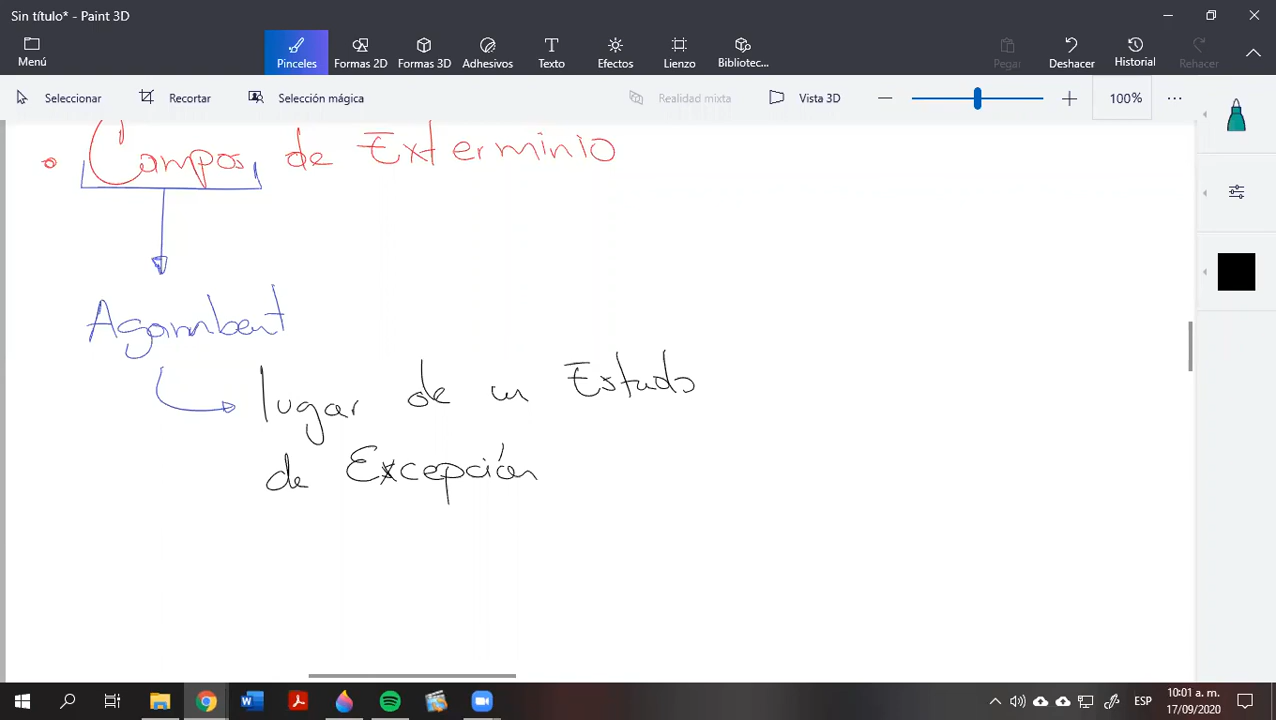 Sin título* - Paint 3D
Menú
Pinceles
Formas 2D
Formas 3D
Adhesivos
Texto
Efectos
Lienzo
Bibliotec...
Pegar
Deshacer
Historial
Rehacer
Seleccionar
Recortar
Selección mágica
Realidad mixta
Vista 3D
100%
Campos de Exterminio
Agambent
lugar de un Estado
de Excepción
ESP
10:01 a. m.
17/09/2020